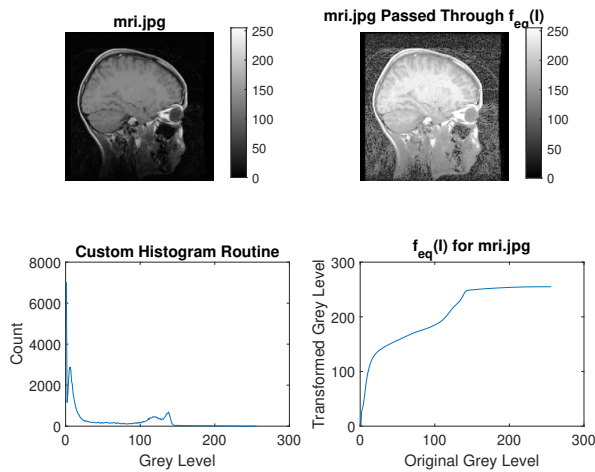 mri.jpg
250
200
150
100
50
0
mri.jpg Passed Through f_eq(I)
250
200
150
100
50
0
Custom Histogram Routine
8000
6000
4000
2000
0
Count
0 100 200 300
Grey Level
f_eq(I) for mri.jpg
300
200
100
0
Transformed Grey Level
0 100 200 300
Original Grey Level